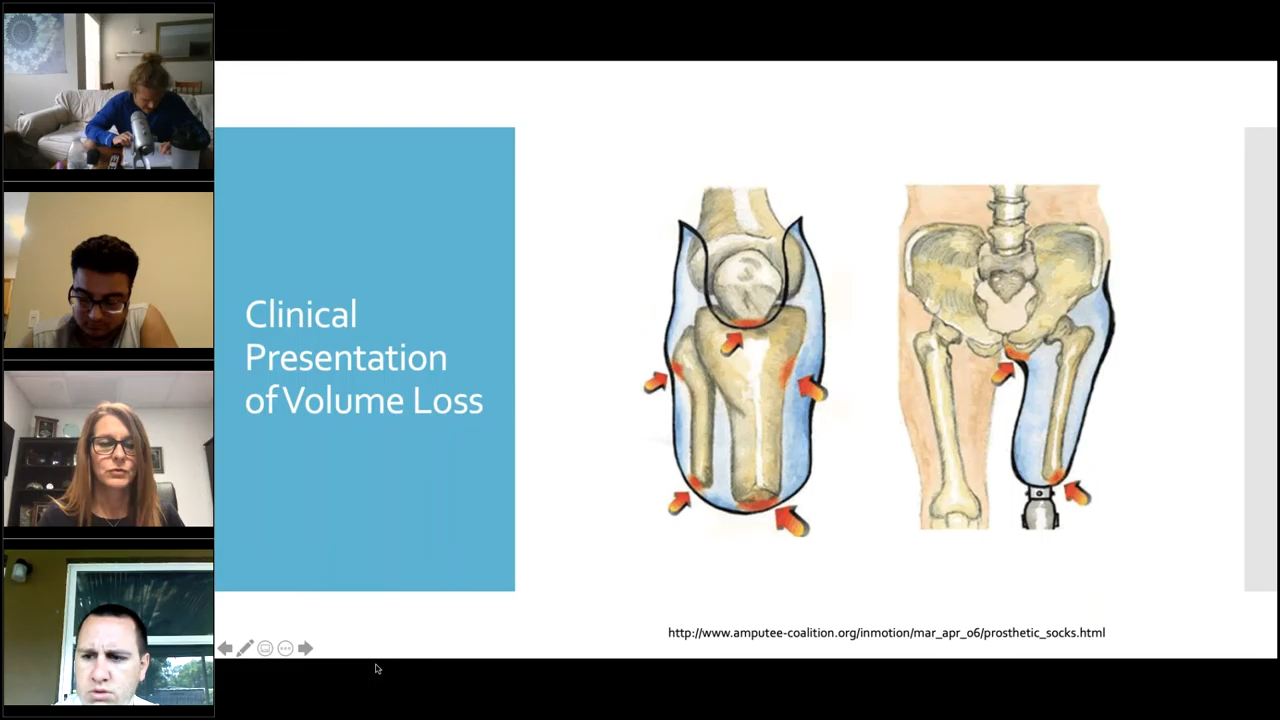 Clinical
Presentation
of Volume Loss
http://www.amputee-coalition.org/inmotion/mar_apr_06/prosthetic_socks.html